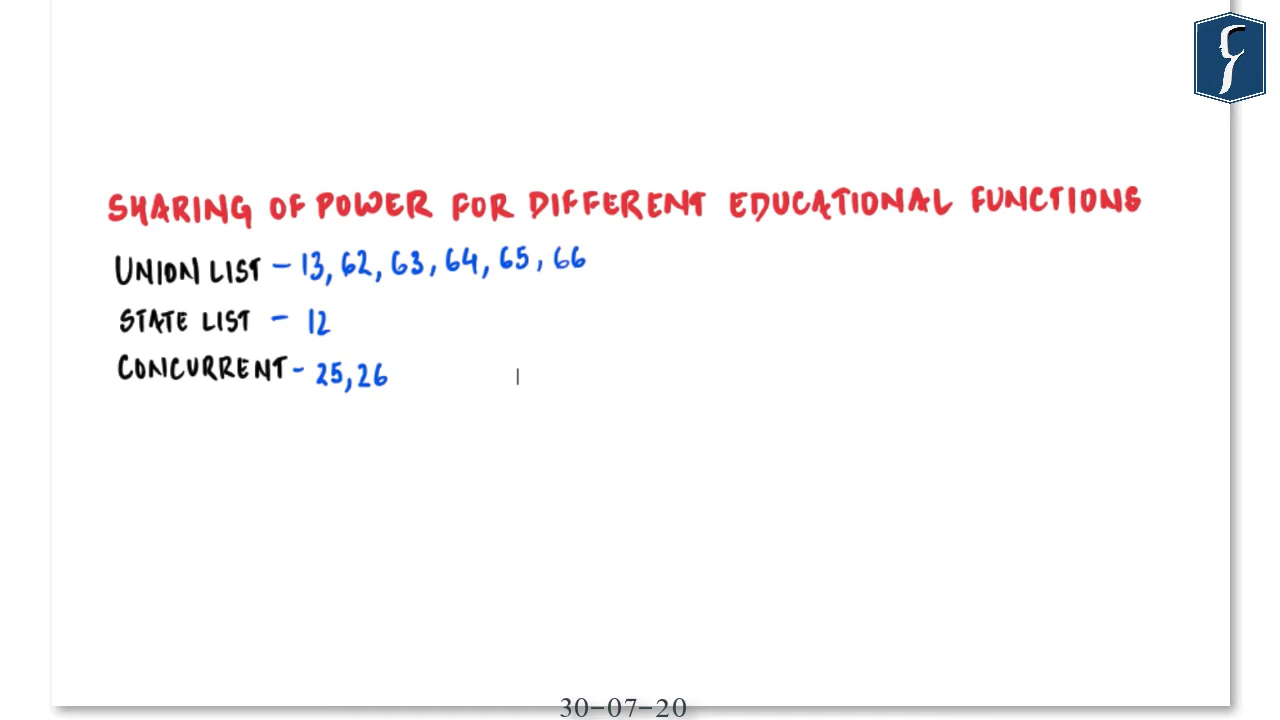 SHARING OF POWER FOR DIFFERENT EDUCATIONAL FUNCTIONS
UNION LIST - 13, 62, 63, 64, 65, 66
STATE LIST - 12
CONCURRENT - 25, 26
30-07-20